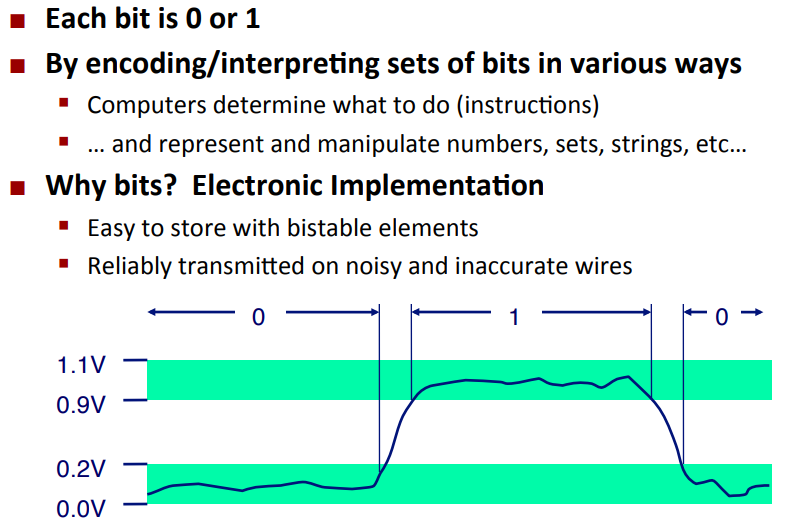 Each bit is 0 or 1
By encoding/interpreting sets of bits in various ways
Computers determine what to do (instructions)
... and represent and manipulate numbers, sets, strings, etc...
Why bits? Electronic Implementation
Easy to store with bistable elements
Reliably transmitted on noisy and inaccurate wires
0 1 0
1.1V
0.9V
0.2V
0.0V